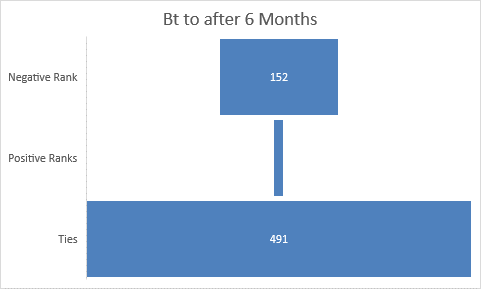 Bt to after 6 Months
Negative Rank
152
Positive Ranks
Ties
491